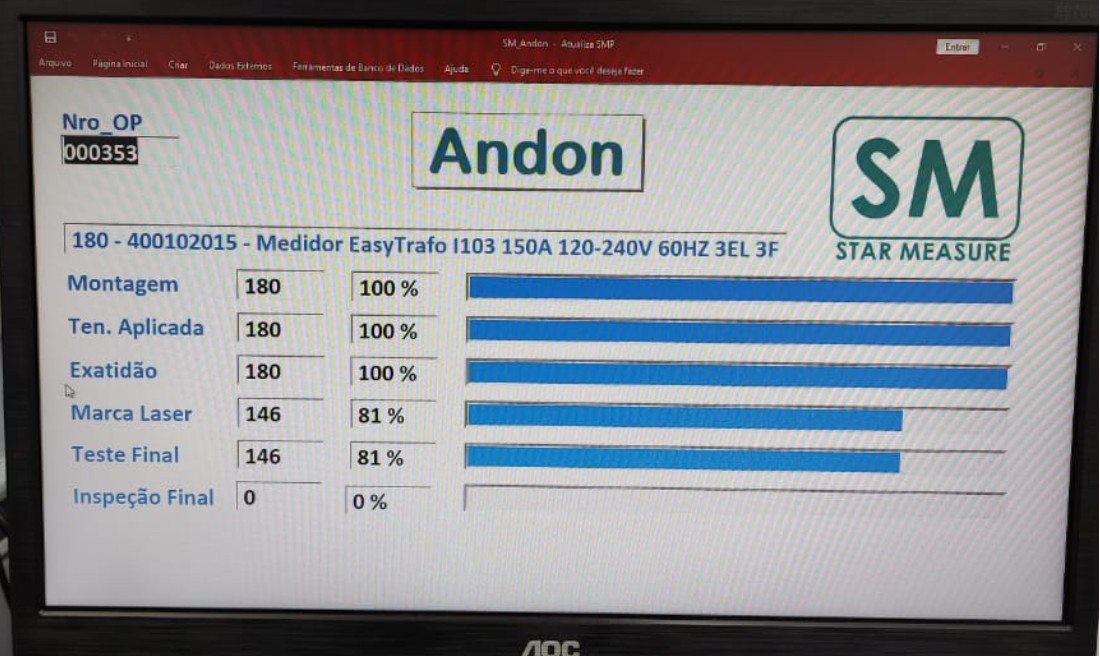 SM_Andon - Atualiza SMP
Entrar
Arquivo Página Inicial Criar Dados Externos Ferramentas de Banco de Dados Ajuda Diga-me o que você deseja fazer
Nro_OP
000353
Andon
SM
STAR MEASURE
180 - 400102015 - Medidor EasyTrafo I103 150A 120-240V 60HZ 3EL 3F
Montagem 180 100 %
Ten. Aplicada 180 100 %
Exatidão 180 100 %
Marca Laser 146 81 %
Teste Final 146 81 %
Inspeção Final 0 0 %
AOC